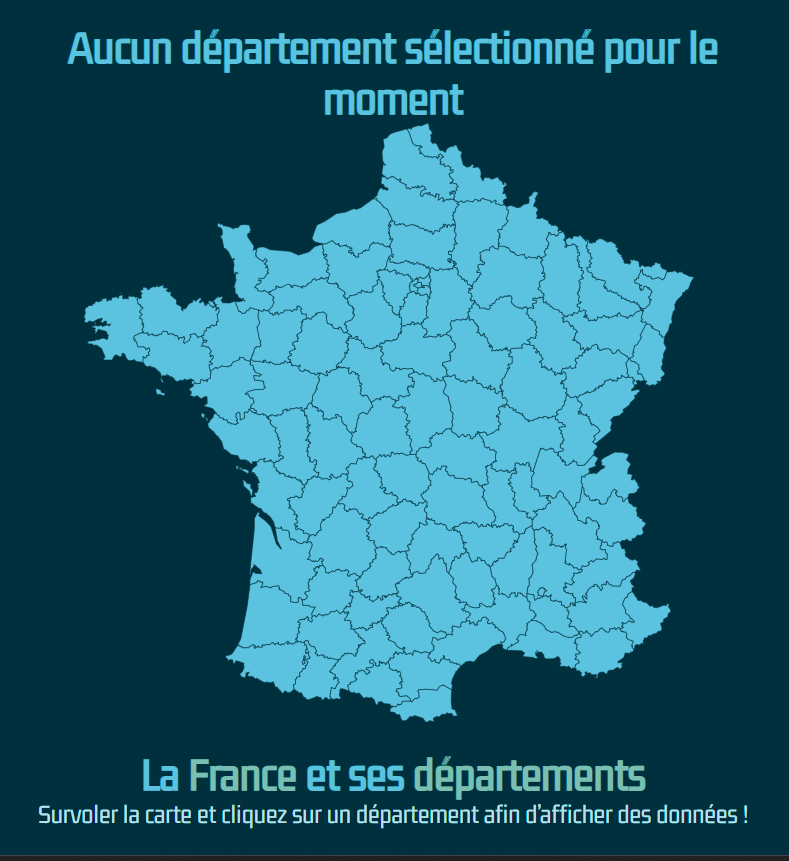 Aucun département sélectionné pour le
moment
La France et ses départements
Survoler la carte et cliquez sur un département afin d'afficher des données !